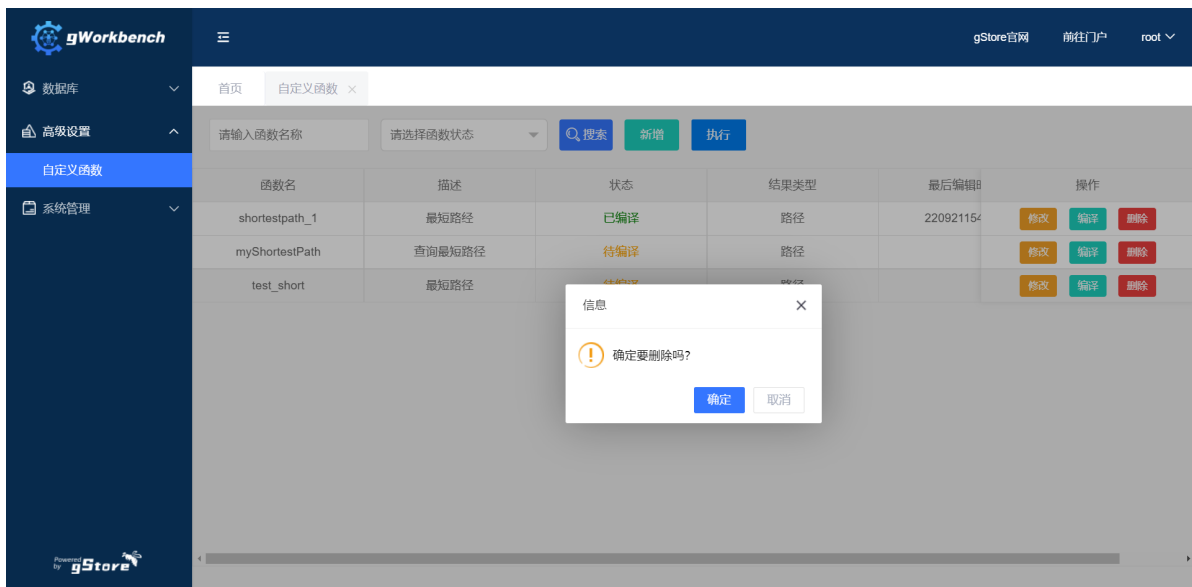 gWorkbench
gStore官网 前往门户 root
数据库
首页 自定义函数
高级设置
请输入函数名称 请选择函数状态 搜索 新增 执行
自定义函数
函数名 描述 状态 结果类型 最后编辑 操作
系统管理
shortestpath_1 最短路经 已编译 路径 220921154 修改 编译 删除
myShortestPath 查询最短路径 待编译 路径 修改 编译 删除
test_short 最短路径 待编译 路径 修改 编译 删除
信息
确定要删除吗?
确定 取消
Powered by gStore